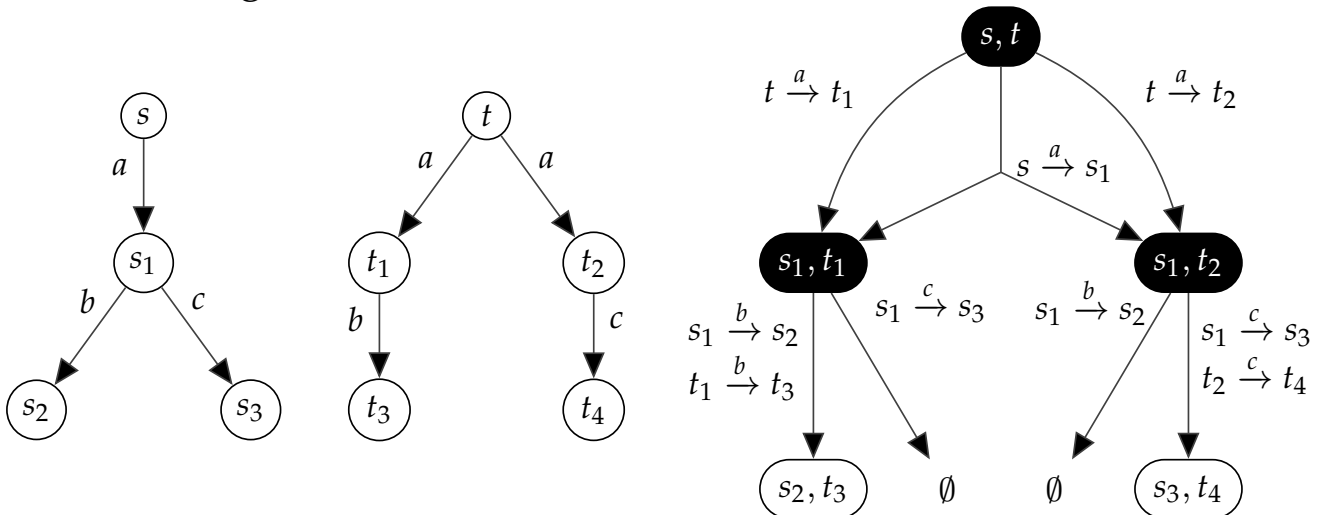 s, t
t →a t1
t →a t2
s
t
a
a
a
s →a s1
s1
t1
t2
s1, t1
s1, t2
b
c
b
c
s1 →c s3
s1 →b s2
s1 →b s2
s1 →c s3
t1 →b t3
t2 →c t4
s2
s3
t3
t4
s2, t3
∅
∅
s3, t4